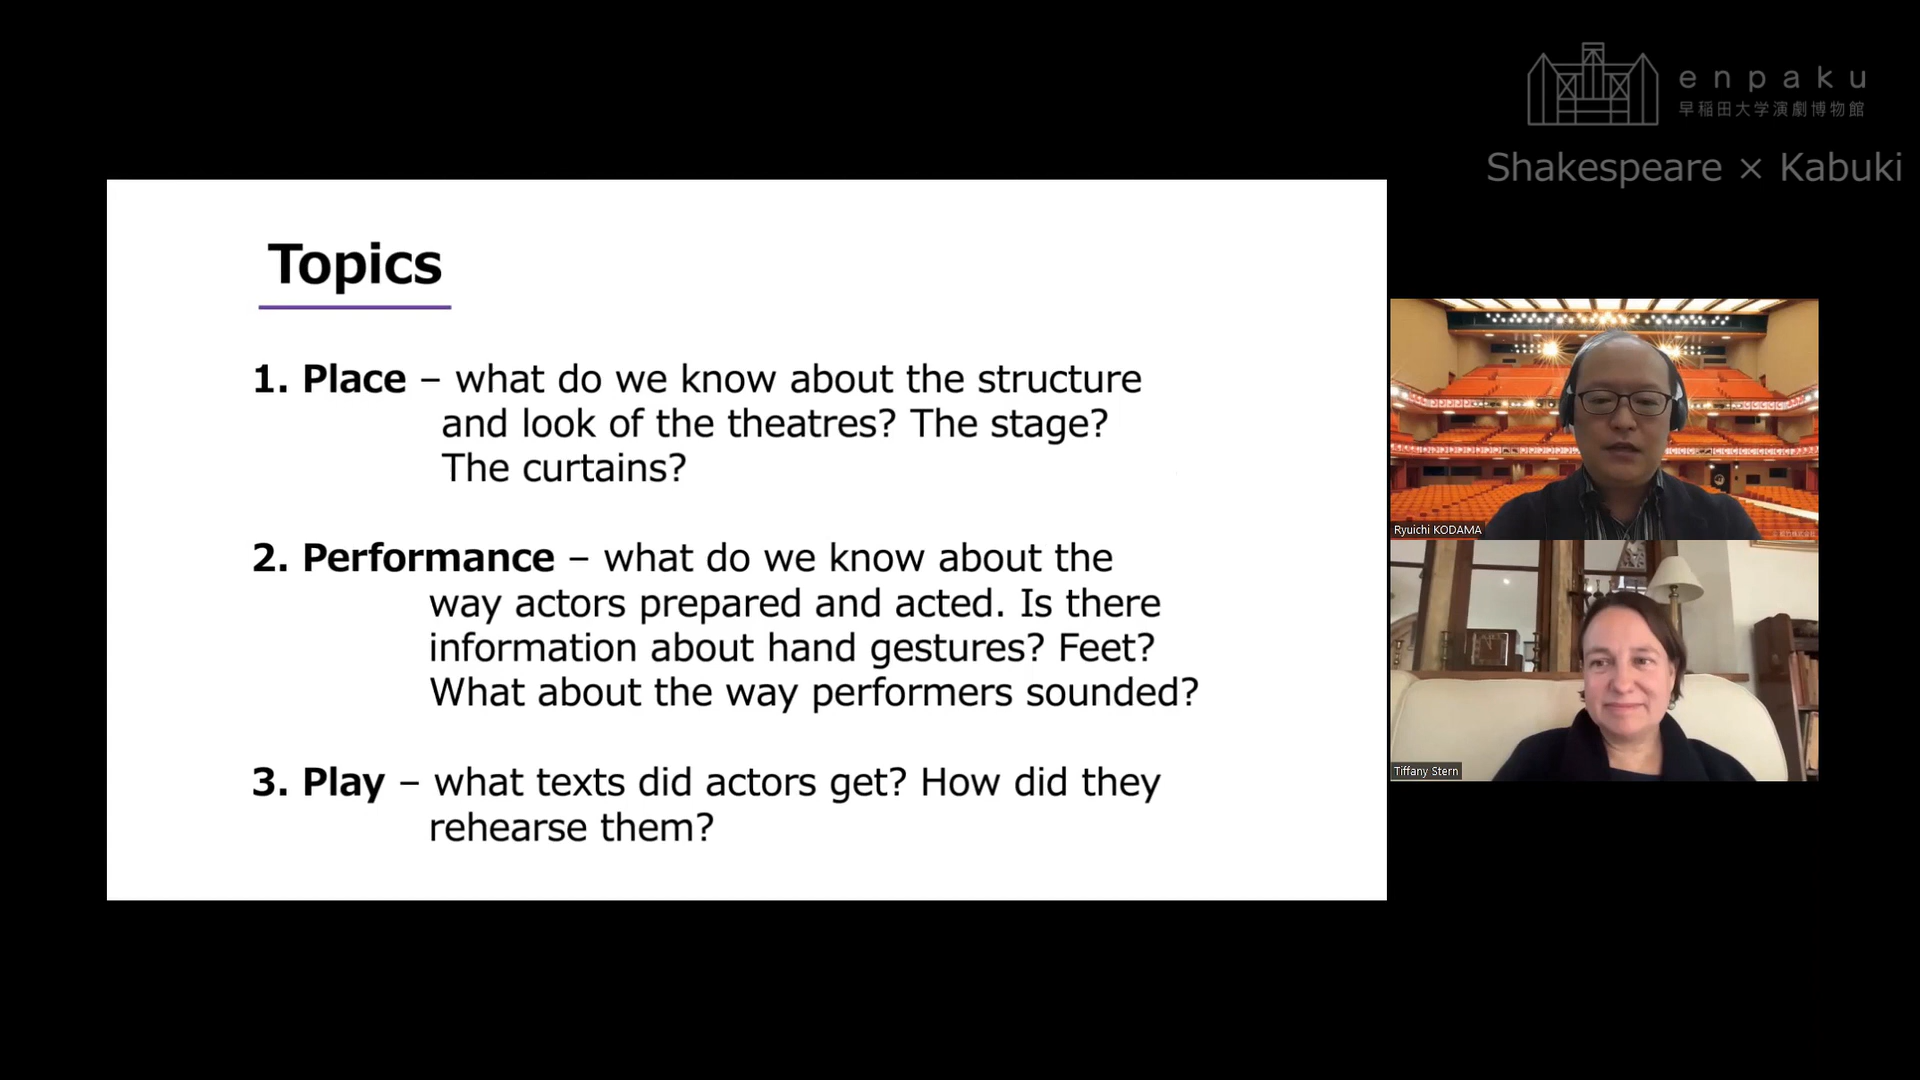 enpaku
早稲田大学演劇博物館
Shakespeare × Kabuki
Topics
1. Place – what do we know about the structure
and look of the theatres? The stage?
The curtains?
2. Performance – what do we know about the
way actors prepared and acted. Is there
information about hand gestures? Feet?
What about the way performers sounded?
3. Play – what texts did actors get? How did they
rehearse them?
Ryuichi KODAMA
Tiffany Stern